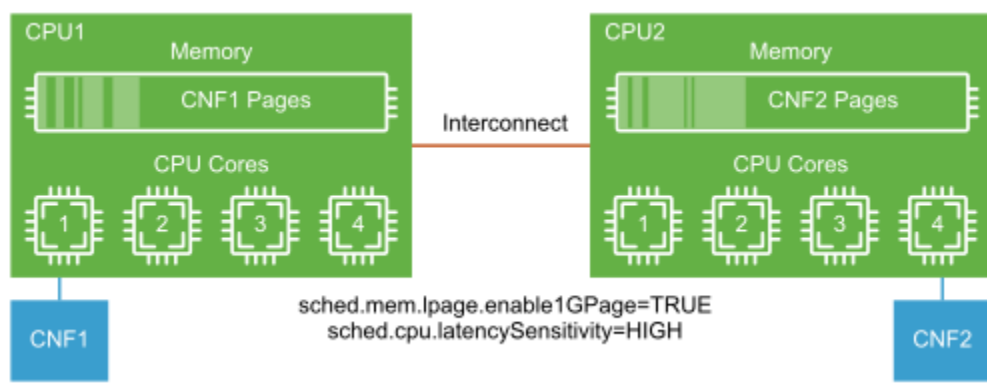 CPU1
Memory
CNF1 Pages
CPU Cores
1 2 3 4
CNF1
Interconnect
CPU2
Memory
CNF2 Pages
CPU Cores
1 2 3 4
CNF2
sched.mem.lpage.enable1GPage=TRUE
sched.cpu.latencySensitivity=HIGH